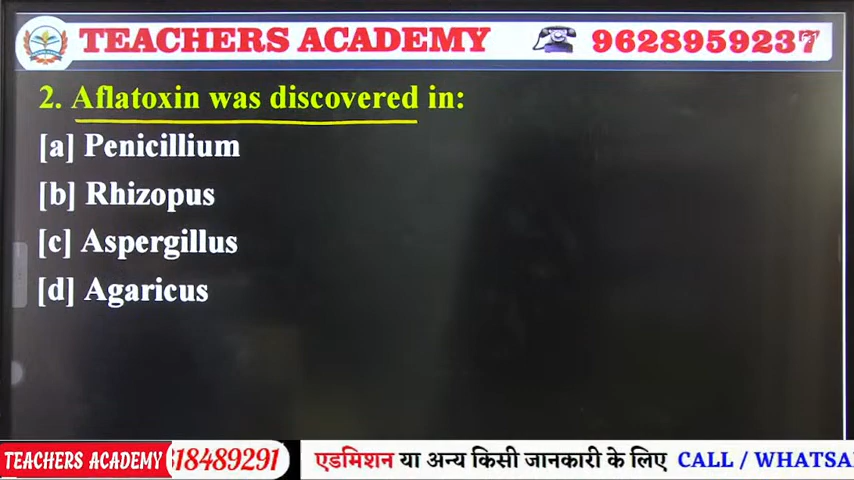 TEACHERS ACADEMY
9628959237
2. Aflatoxin was discovered in:
[a] Penicillium
[b] Rhizopus
[c] Aspergillus
[d] Agaricus
TEACHERS ACADEMY
18489291
एडमिशन या अन्य किसी जानकारी के लिए CALL / WHATSA